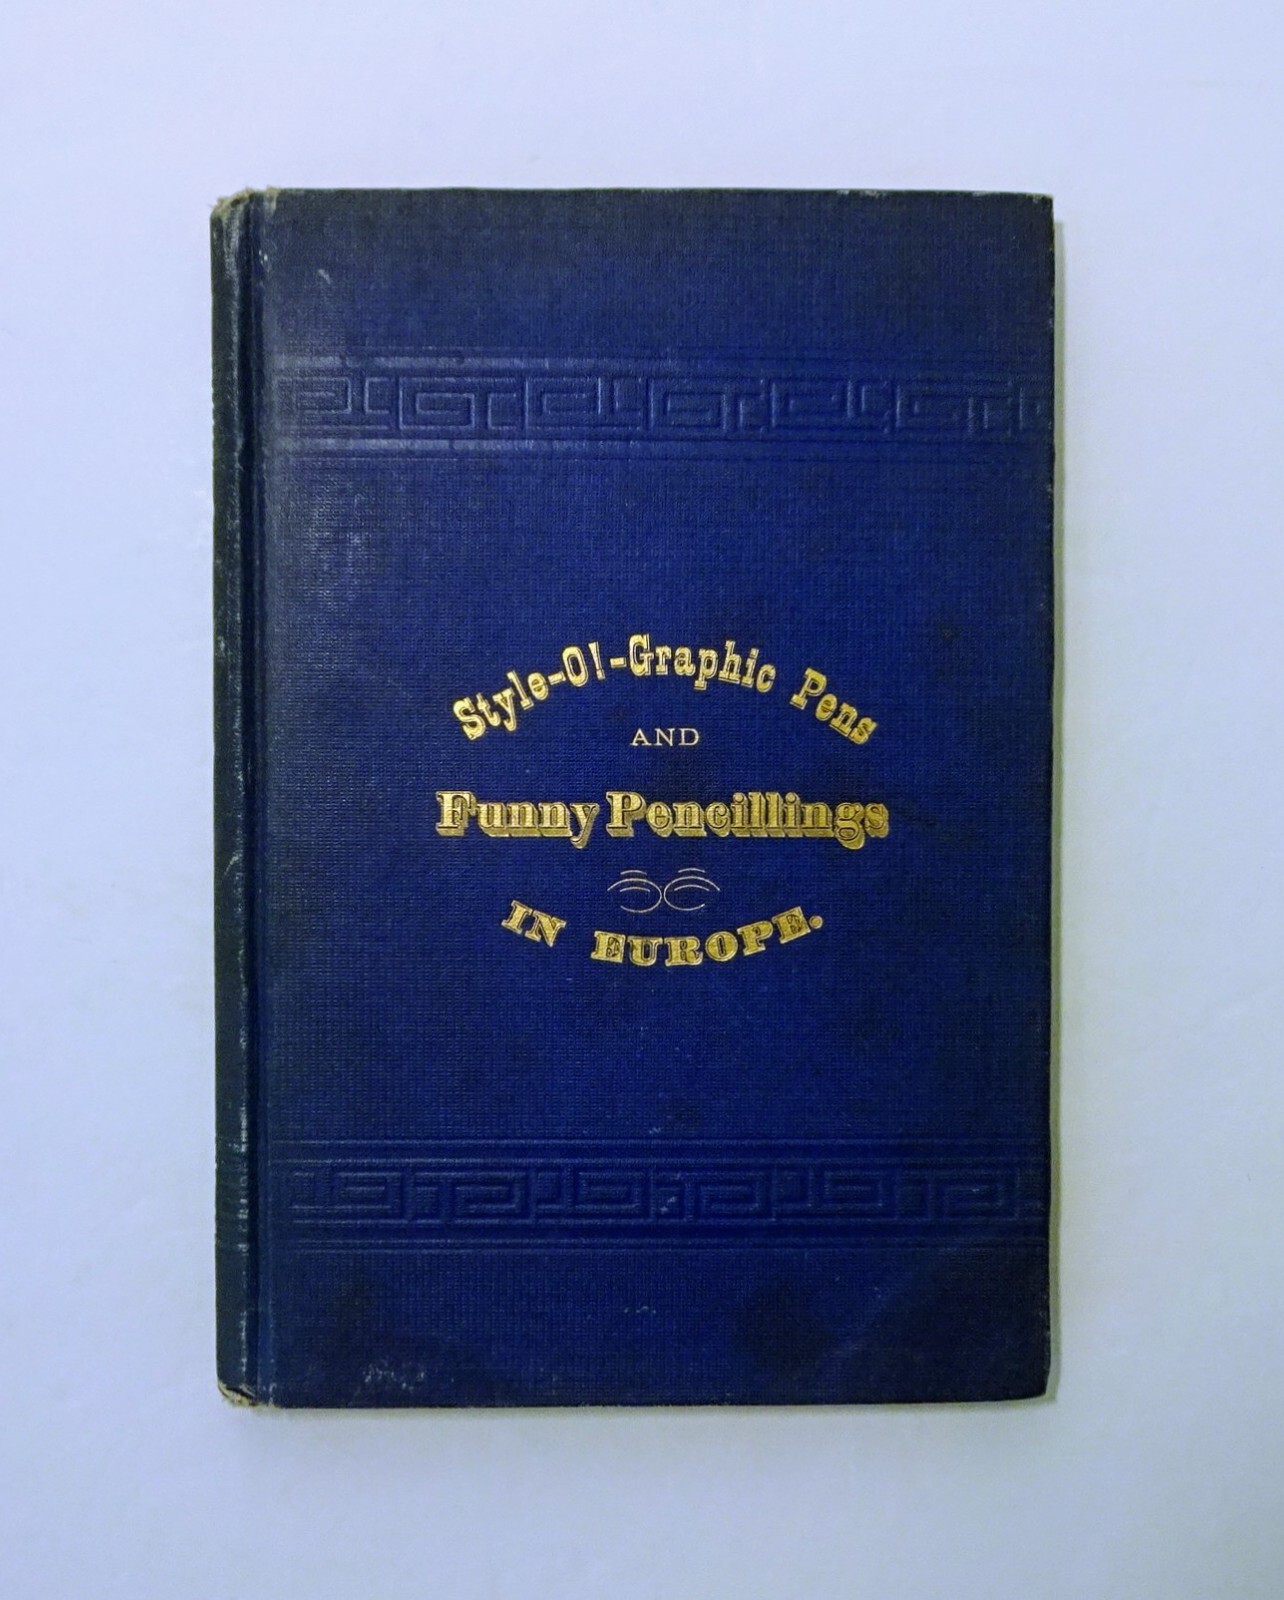 Style-O!-Graphic Pens
AND
Funny Pencillings
IN EUROPE.